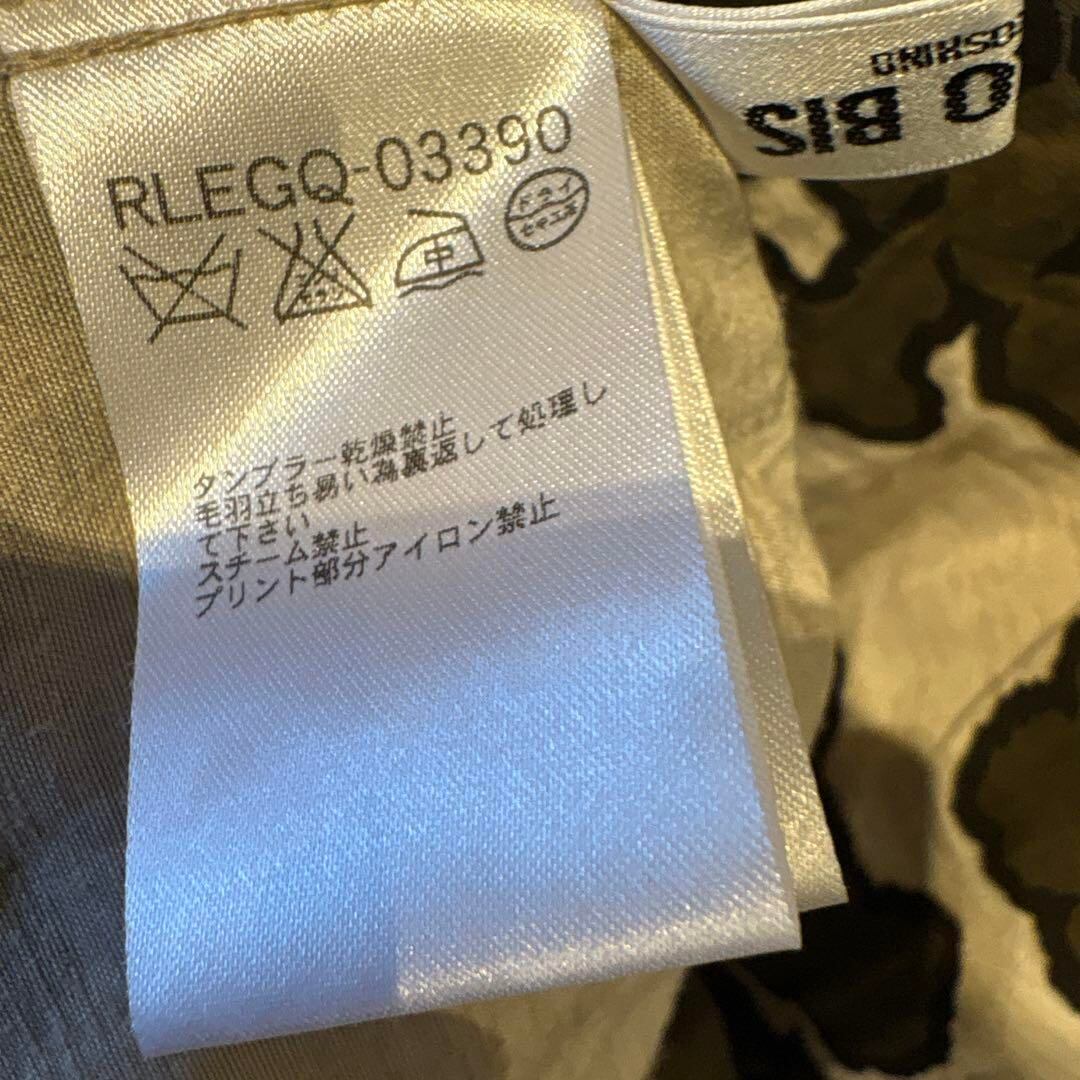 OSHINO
O BIS
RLEGQ-03390
中
ドライ
セキユ系
タンブラー乾燥禁止
毛羽立ち易い為裏返して処理し
て下さい
スチーム禁止
プリント部分アイロン禁止